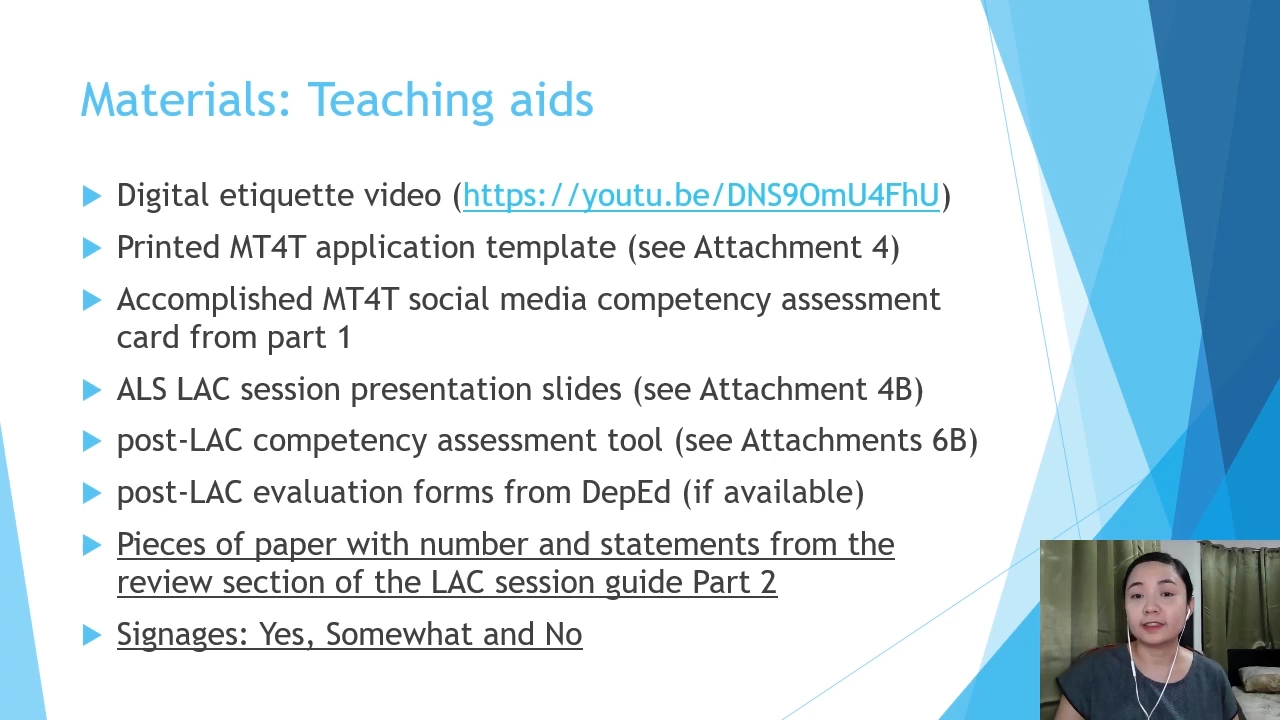 Materials: Teaching aids
Digital etiquette video (https://youtu.be/DNS9OmU4FhU)
Printed MT4T application template (see Attachment 4)
Accomplished MT4T social media competency assessment
card from part 1
ALS LAC session presentation slides (see Attachment 4B)
post-LAC competency assessment tool (see Attachments 6B)
post-LAC evaluation forms from DepEd (if available)
Pieces of paper with number and statements from the
review section of the LAC session guide Part 2
Signages: Yes, Somewhat and No